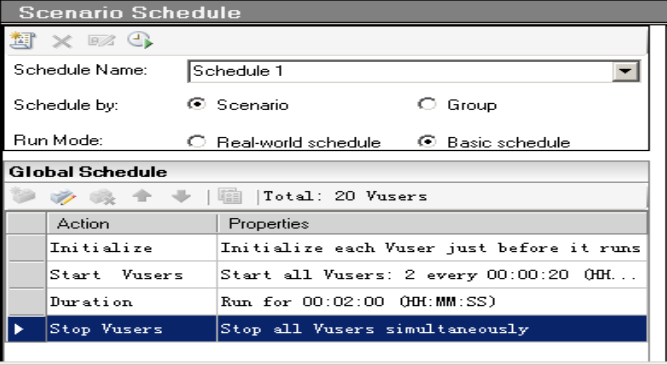 Scenario Schedule
Schedule Name: Schedule 1
Schedule by: Scenario Group
Run Mode: Real-world schedule Basic schedule
Global Schedule
Total: 20 Vusers
Action Properties
Initialize Initialize each Vuser just before it runs
Start Vusers Start all Vusers: 2 every 00:00:20 (HH...
Duration Run for 00:02:00 (HH:MM:SS)
Stop Vusers Stop all Vusers simultaneously